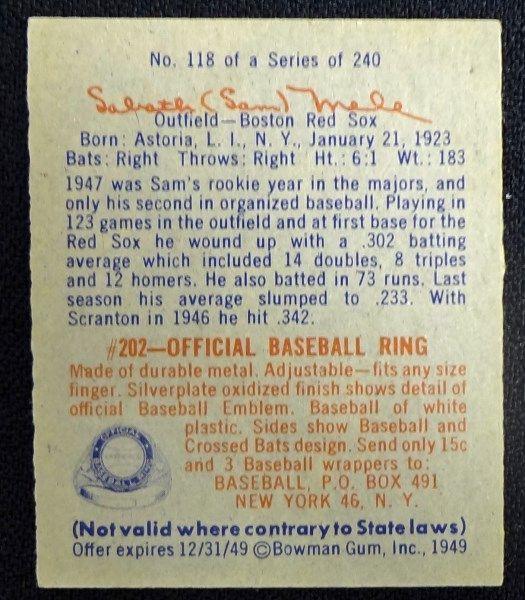 No. 118 of a Series of 240
Sabath (Sam) Mele
Outfield—Boston Red Sox
Born: Astoria, L. I., N. Y., January 21, 1923
Bats: Right Throws: Right Ht.: 6:1 Wt.: 183
1947 was Sam's rookie year in the majors, and
only his second in organized baseball. Playing in
123 games in the outfield and at first base for the
Red Sox he wound up with a .302 batting
average which included 14 doubles, 8 triples
and 12 homers. He also batted in 73 runs. Last
season his average slumped to .233. With
Scranton in 1946 he hit .342.
#202—OFFICIAL BASEBALL RING
Made of durable metal. Adjustable—fits any size
finger. Silverplate oxidized finish shows detail of
official Baseball Emblem. Baseball of white
plastic. Sides show Baseball and
Crossed Bats design. Send only 15c
and 3 Baseball wrappers to:
BASEBALL, P.O. BOX 491
NEW YORK 46, N. Y.
OFFICIAL
BASEBALL RING
(Not valid where contrary to State laws)
Offer expires 12/31/49 ©Bowman Gum, Inc., 1949